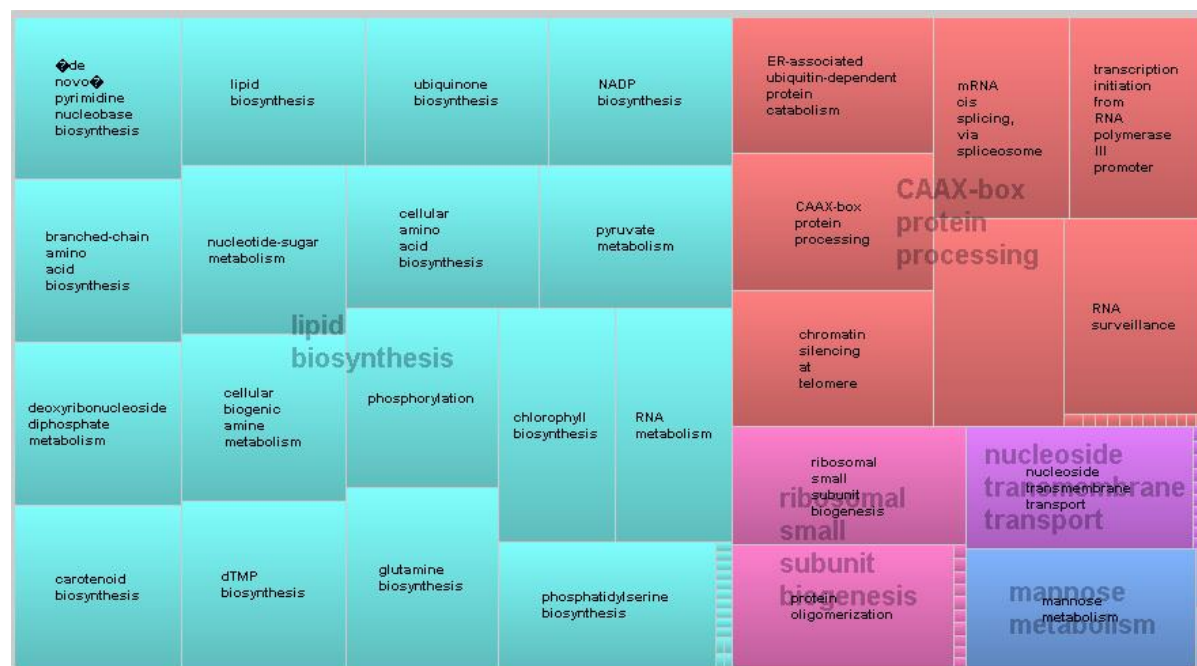 �de
novo�
pyrimidine
nucleobase
biosynthesis
lipid
biosynthesis
ubiquinone
biosynthesis
NADP
biosynthesis
branched-chain
amino
acid
biosynthesis
nucleotide-sugar
metabolism
cellular
amino
acid
biosynthesis
pyruvate
metabolism
lipid
biosynthesis
deoxyribonucleoside
diphosphate
metabolism
cellular
biogenic
amine
metabolism
phosphorylation
chlorophyll
biosynthesis
RNA
metabolism
carotenoid
biosynthesis
dTMP
biosynthesis
glutamine
biosynthesis
phosphatidylserine
biosynthesis
ER-associated
ubiquitin-dependent
protein
catabolism
mRNA
cis
splicing,
via
spliceosome
transcription
initiation
from
RNA
polymerase
III
promoter
CAAX-box
protein
processing
CAAX-box
protein
processing
chromatin
silencing
at
telomere
RNA
surveillance
ribosomal
small
subunit
biogenesis
ribosomal
small
subunit
biogenesis
protein
oligomerization
nucleoside
transmembrane
transport
nucleoside
transmembrane
transport
mannose
metabolism
mannose
metabolism